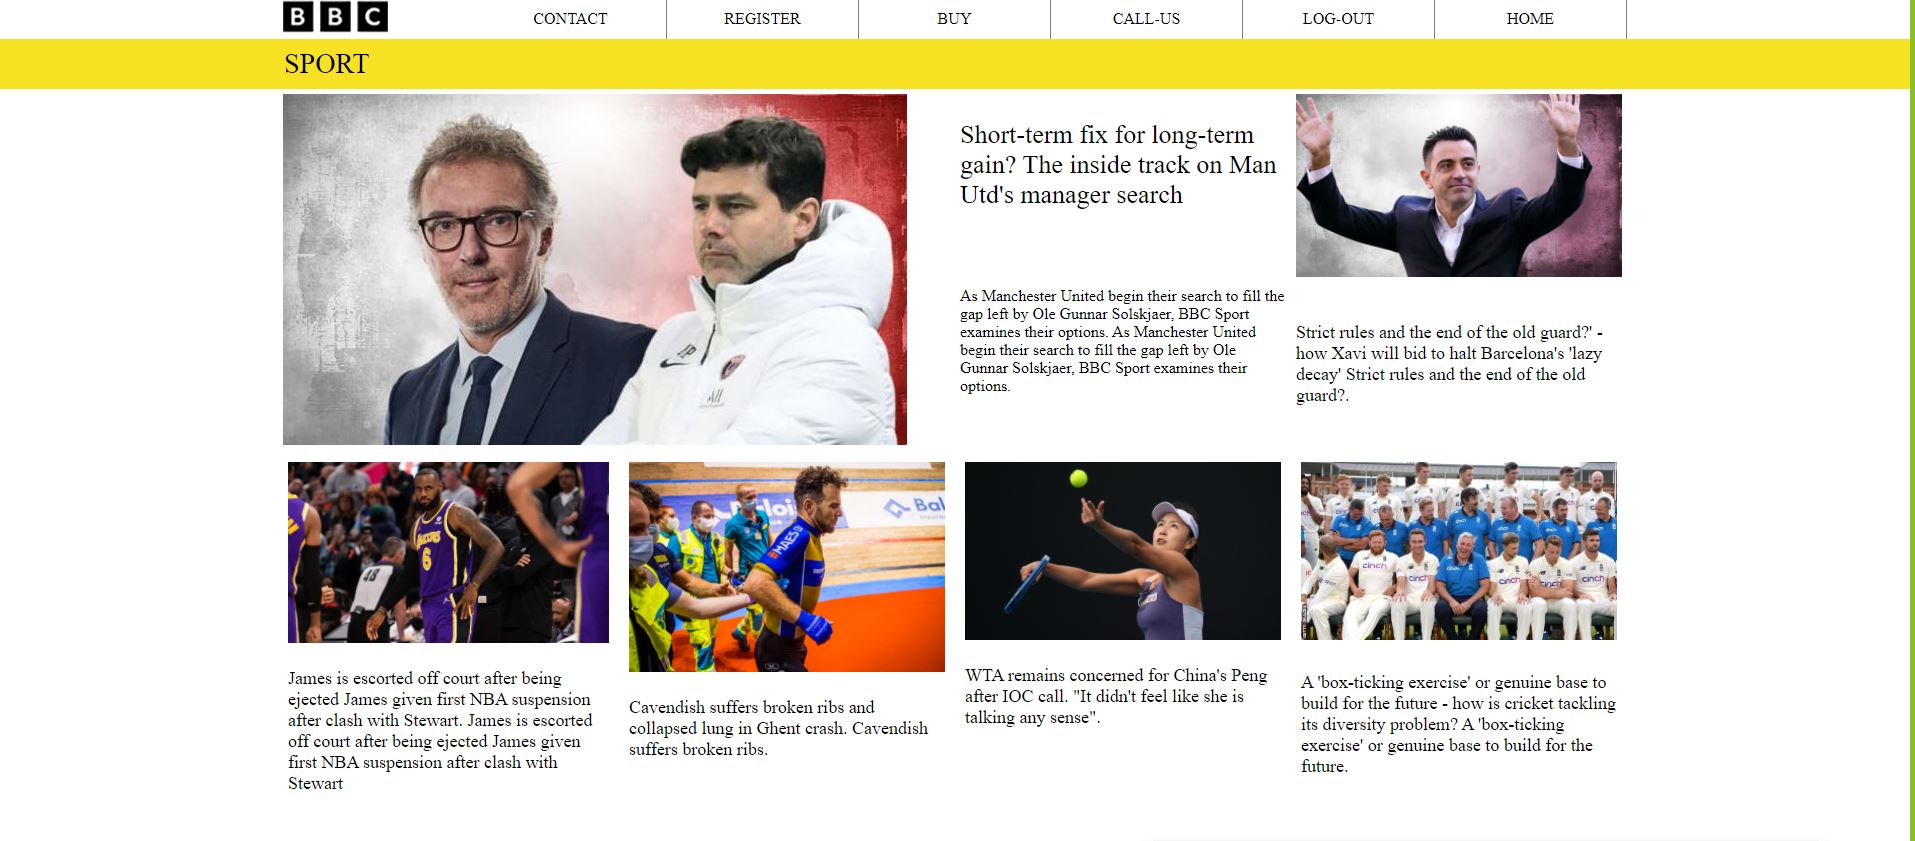 BBC
CONTACT
REGISTER
BUY
CALL-US
LOG-OUT
HOME
SPORT
Short-term fix for long-term
gain? The inside track on Man
Utd's manager search
As Manchester United begin their search to fill the
gap left by Ole Gunnar Solskjaer, BBC Sport
examines their options. As Manchester United
begin their search to fill the gap left by Ole
Gunnar Solskjaer, BBC Sport examines their
options.
Strict rules and the end of the old guard?' -
how Xavi will bid to halt Barcelona's 'lazy
decay' Strict rules and the end of the old
guard?.
JP
48
LAKERS
6
James is escorted off court after being
ejected James given first NBA suspension
after clash with Stewart. James is escorted
off court after being ejected James given
first NBA suspension after clash with
Stewart
Bal
MAES
Cavendish suffers broken ribs and
collapsed lung in Ghent crash. Cavendish
suffers broken ribs.
WTA remains concerned for China's Peng
after IOC call. "It didn't feel like she is
talking any sense".
cinch
cinch
cinch
A 'box-ticking exercise' or genuine base to
build for the future - how is cricket tackling
its diversity problem? A 'box-ticking
exercise' or genuine base to build for the
future.